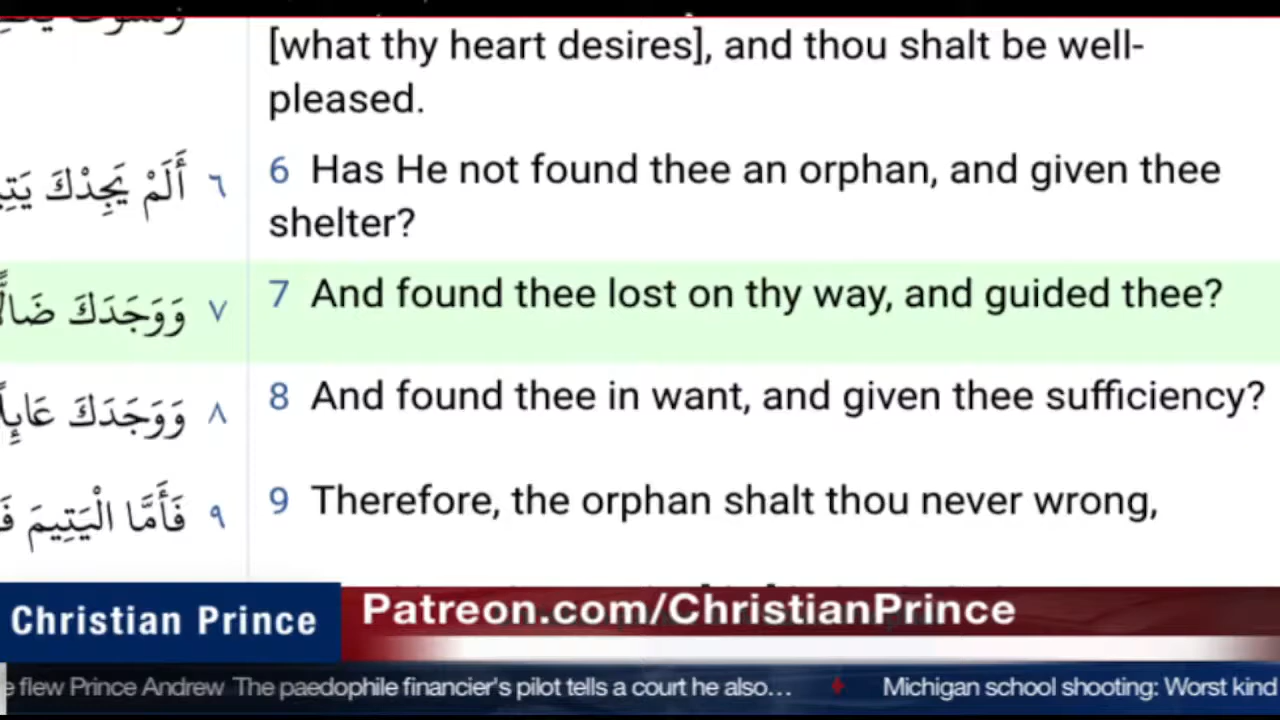 [what thy heart desires], and thou shalt be well-
pleased.
٦ أَلَمْ يَجِدْكَ
6 Has He not found thee an orphan, and given thee
shelter?
٧ وَوَجَدَكَ
7 And found thee lost on thy way, and guided thee?
٨ وَوَجَدَكَ
8 And found thee in want, and given thee sufficiency?
٩ فَأَمَّا الْيَتِيمَ
9 Therefore, the orphan shalt thou never wrong,
Christian Prince
Patreon.com/ChristianPrince
flew Prince Andrew The paedophile financier's pilot tells a court he also... Michigan school shooting: Worst kind